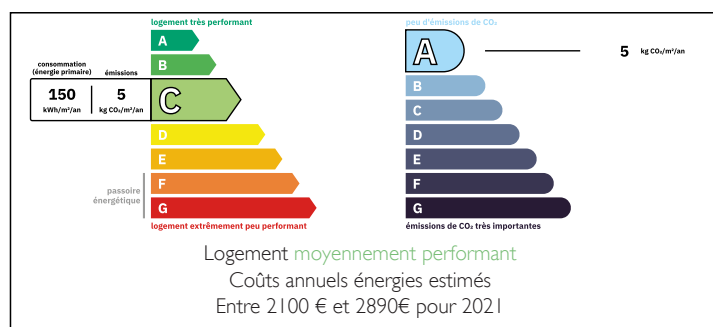 logement très performant
A
B
consommation
(énergie primaire)
émissions
150
kWh/m²/an
5
kg CO₂/m²/an
C
D
E
F
G
passoire
énergétique
logement extrêmement peu performant
peu d'émissions de CO₂
A
5 kg CO₂/m²/an
B
C
D
E
F
G
émissions de CO₂ très importantes
Logement moyennement performant
Coûts annuels énergies estimés
Entre 2100 € et 2890€ pour 2021